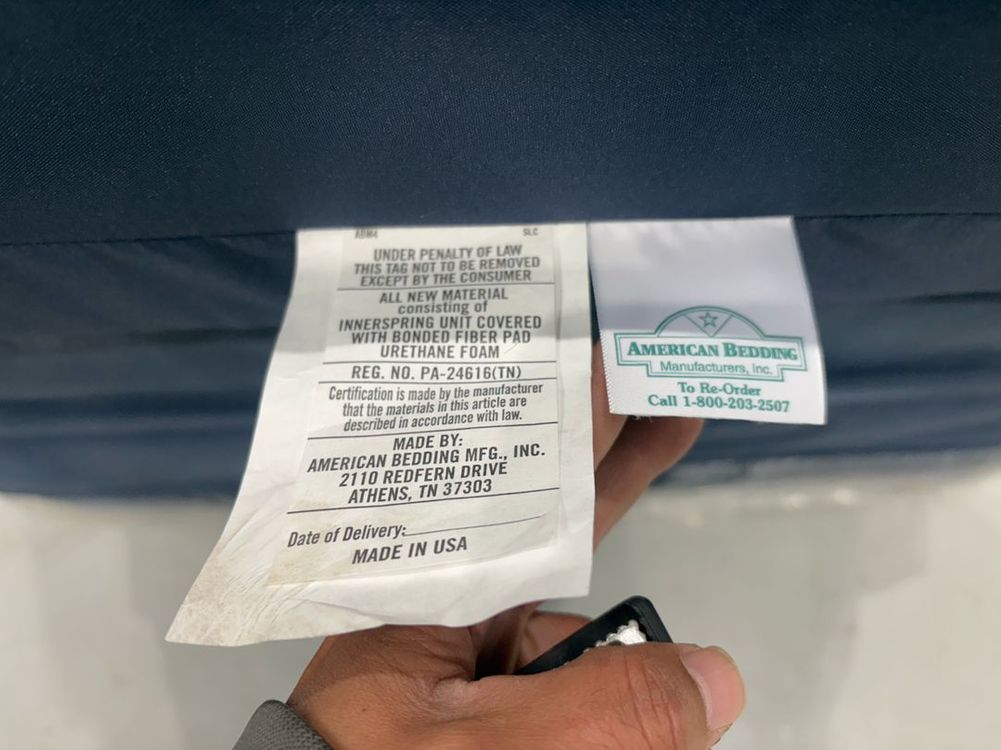 ABM4 SLC
UNDER PENALTY OF LAW
THIS TAG NOT TO BE REMOVED
EXCEPT BY THE CONSUMER
ALL NEW MATERIAL
consisting of
INNERSPRING UNIT COVERED
WITH BONDED FIBER PAD
URETHANE FOAM
REG. NO. PA-24616(TN)
Certification is made by the manufacturer
that the materials in this article are
described in accordance with law.
MADE BY:
AMERICAN BEDDING MFG., INC.
2110 REDFERN DRIVE
ATHENS, TN 37303
Date of Delivery:
MADE IN USA
AMERICAN BEDDING
Manufacturers, Inc.
To Re-Order
Call 1-800-203-2507